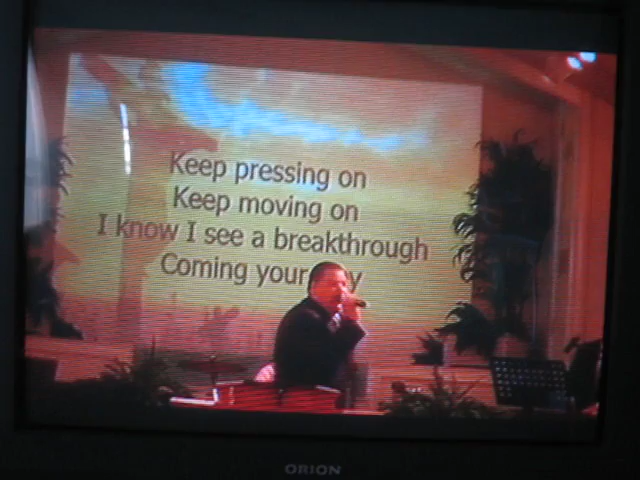 Keep pressing on
Keep moving on
I know I see a breakthrough
Coming your
ORION